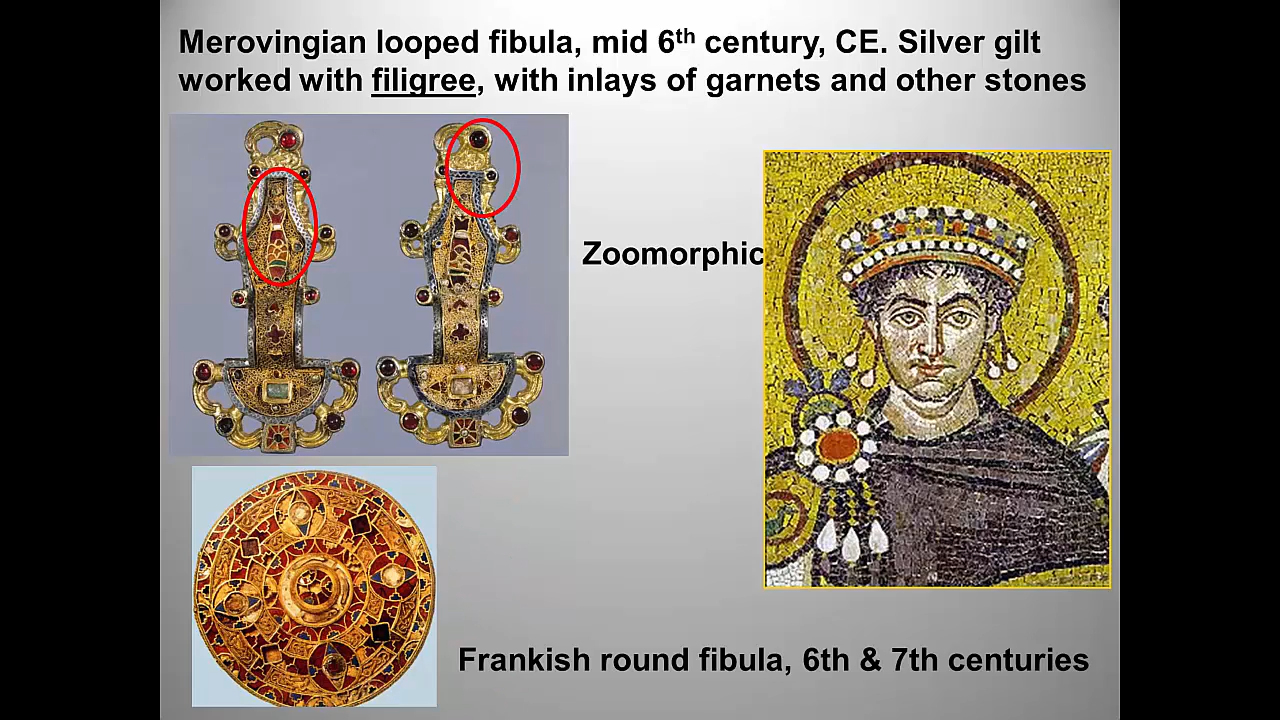 Merovingian looped fibula, mid 6th century, CE. Silver gilt
worked with filigree, with inlays of garnets and other stones
Zoomorphic
Frankish round fibula, 6th & 7th centuries